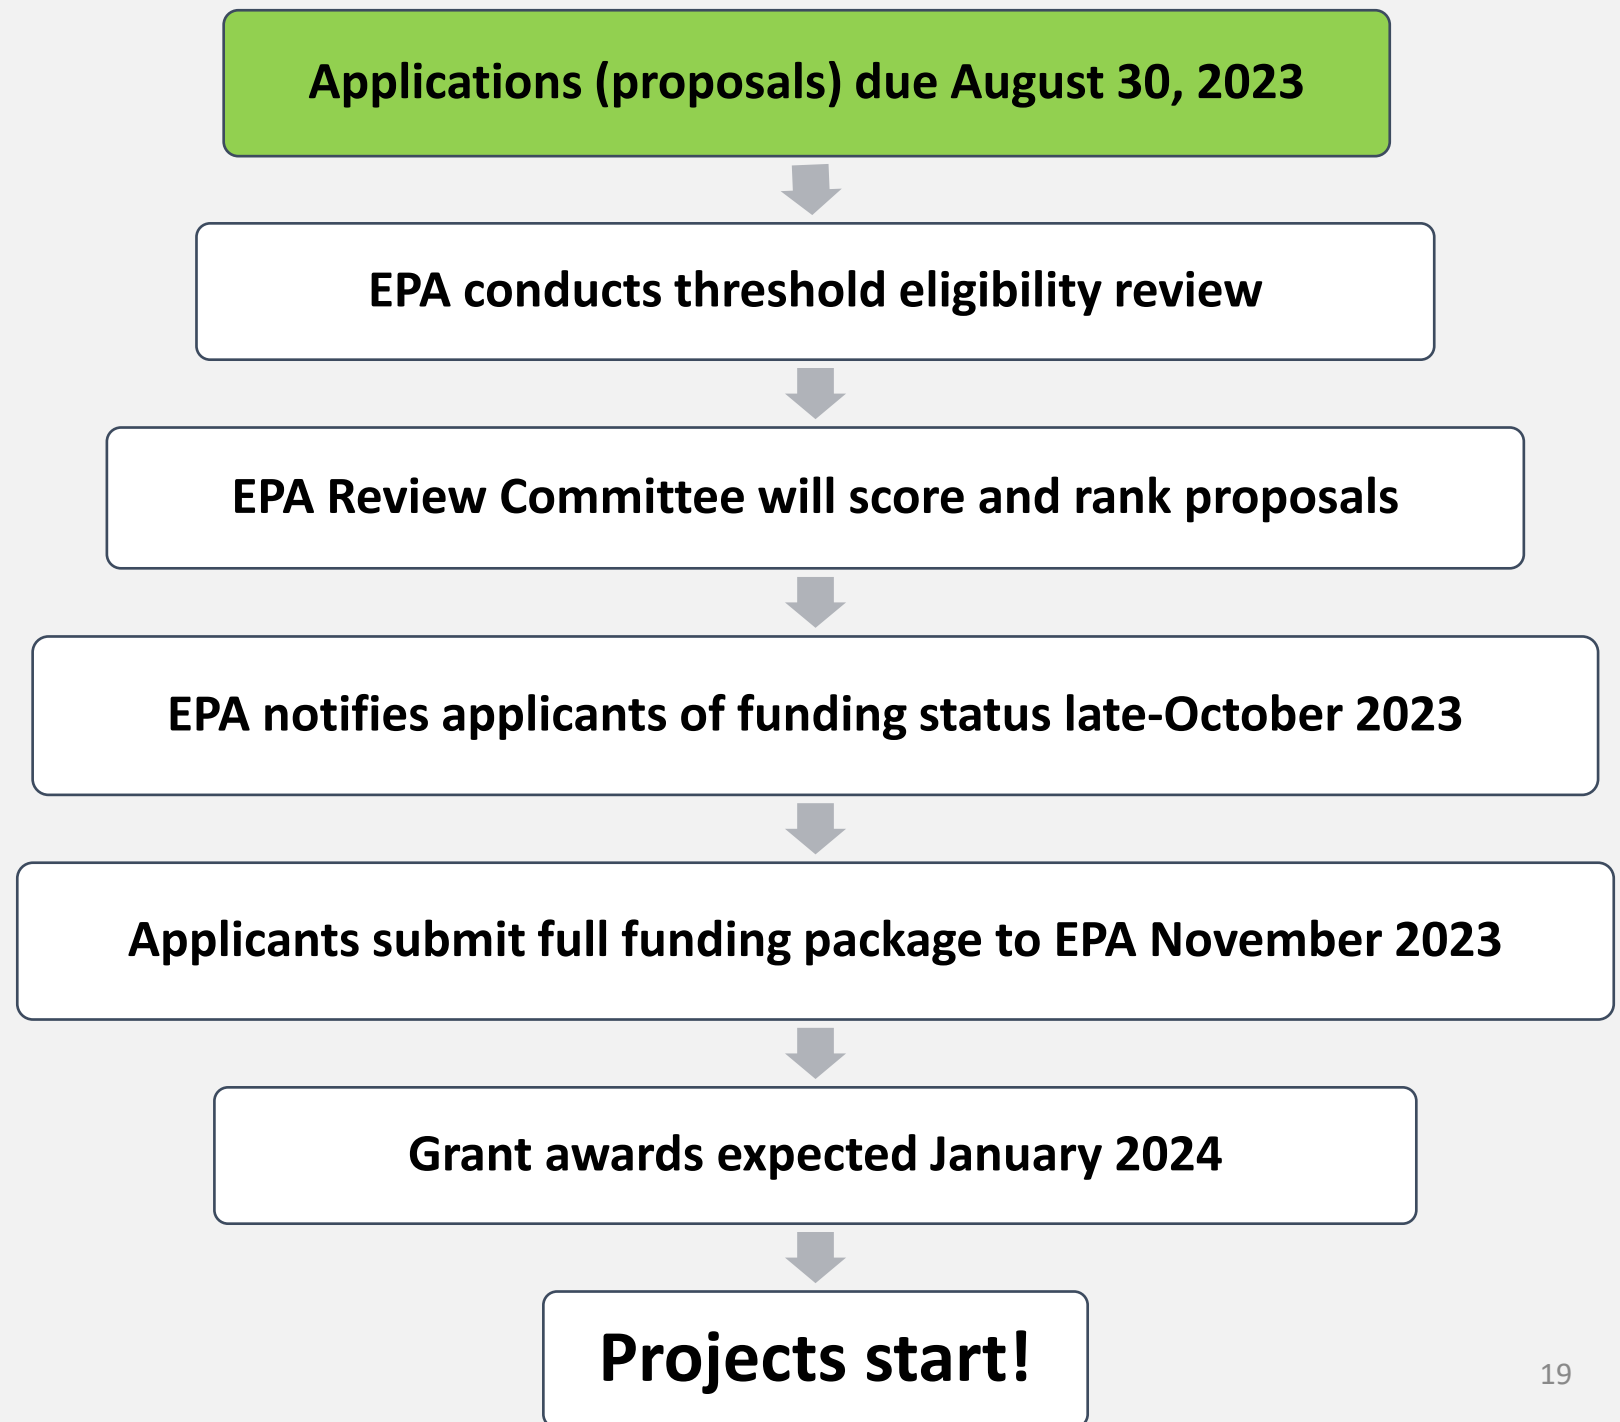 Applications (proposals) due August 30, 2023
EPA conducts threshold eligibility review
EPA Review Committee will score and rank proposals
EPA notifies applicants of funding status late-October 2023
Applicants submit full funding package to EPA November 2023
Grant awards expected January 2024
Projects start!
19